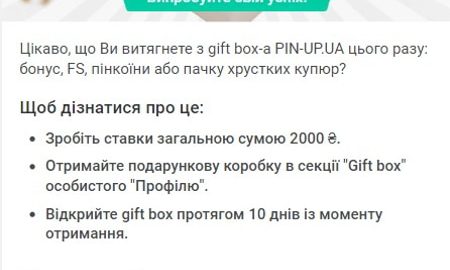 Випробуйте свій успіх!
Цікаво, що Ви витягнете з gift box-а PIN-UP.UA цього разу:
бонус, FS, пінкоїни або пачку хрустких купюр?
Щоб дізнатися про це:
• Зробіть ставки загальною сумою 2000 ₴.
• Отримайте подарункову коробку в секції "Gift box"
особистого "Профілю".
• Відкрийте gift box протягом 10 днів із моменту
отримання.